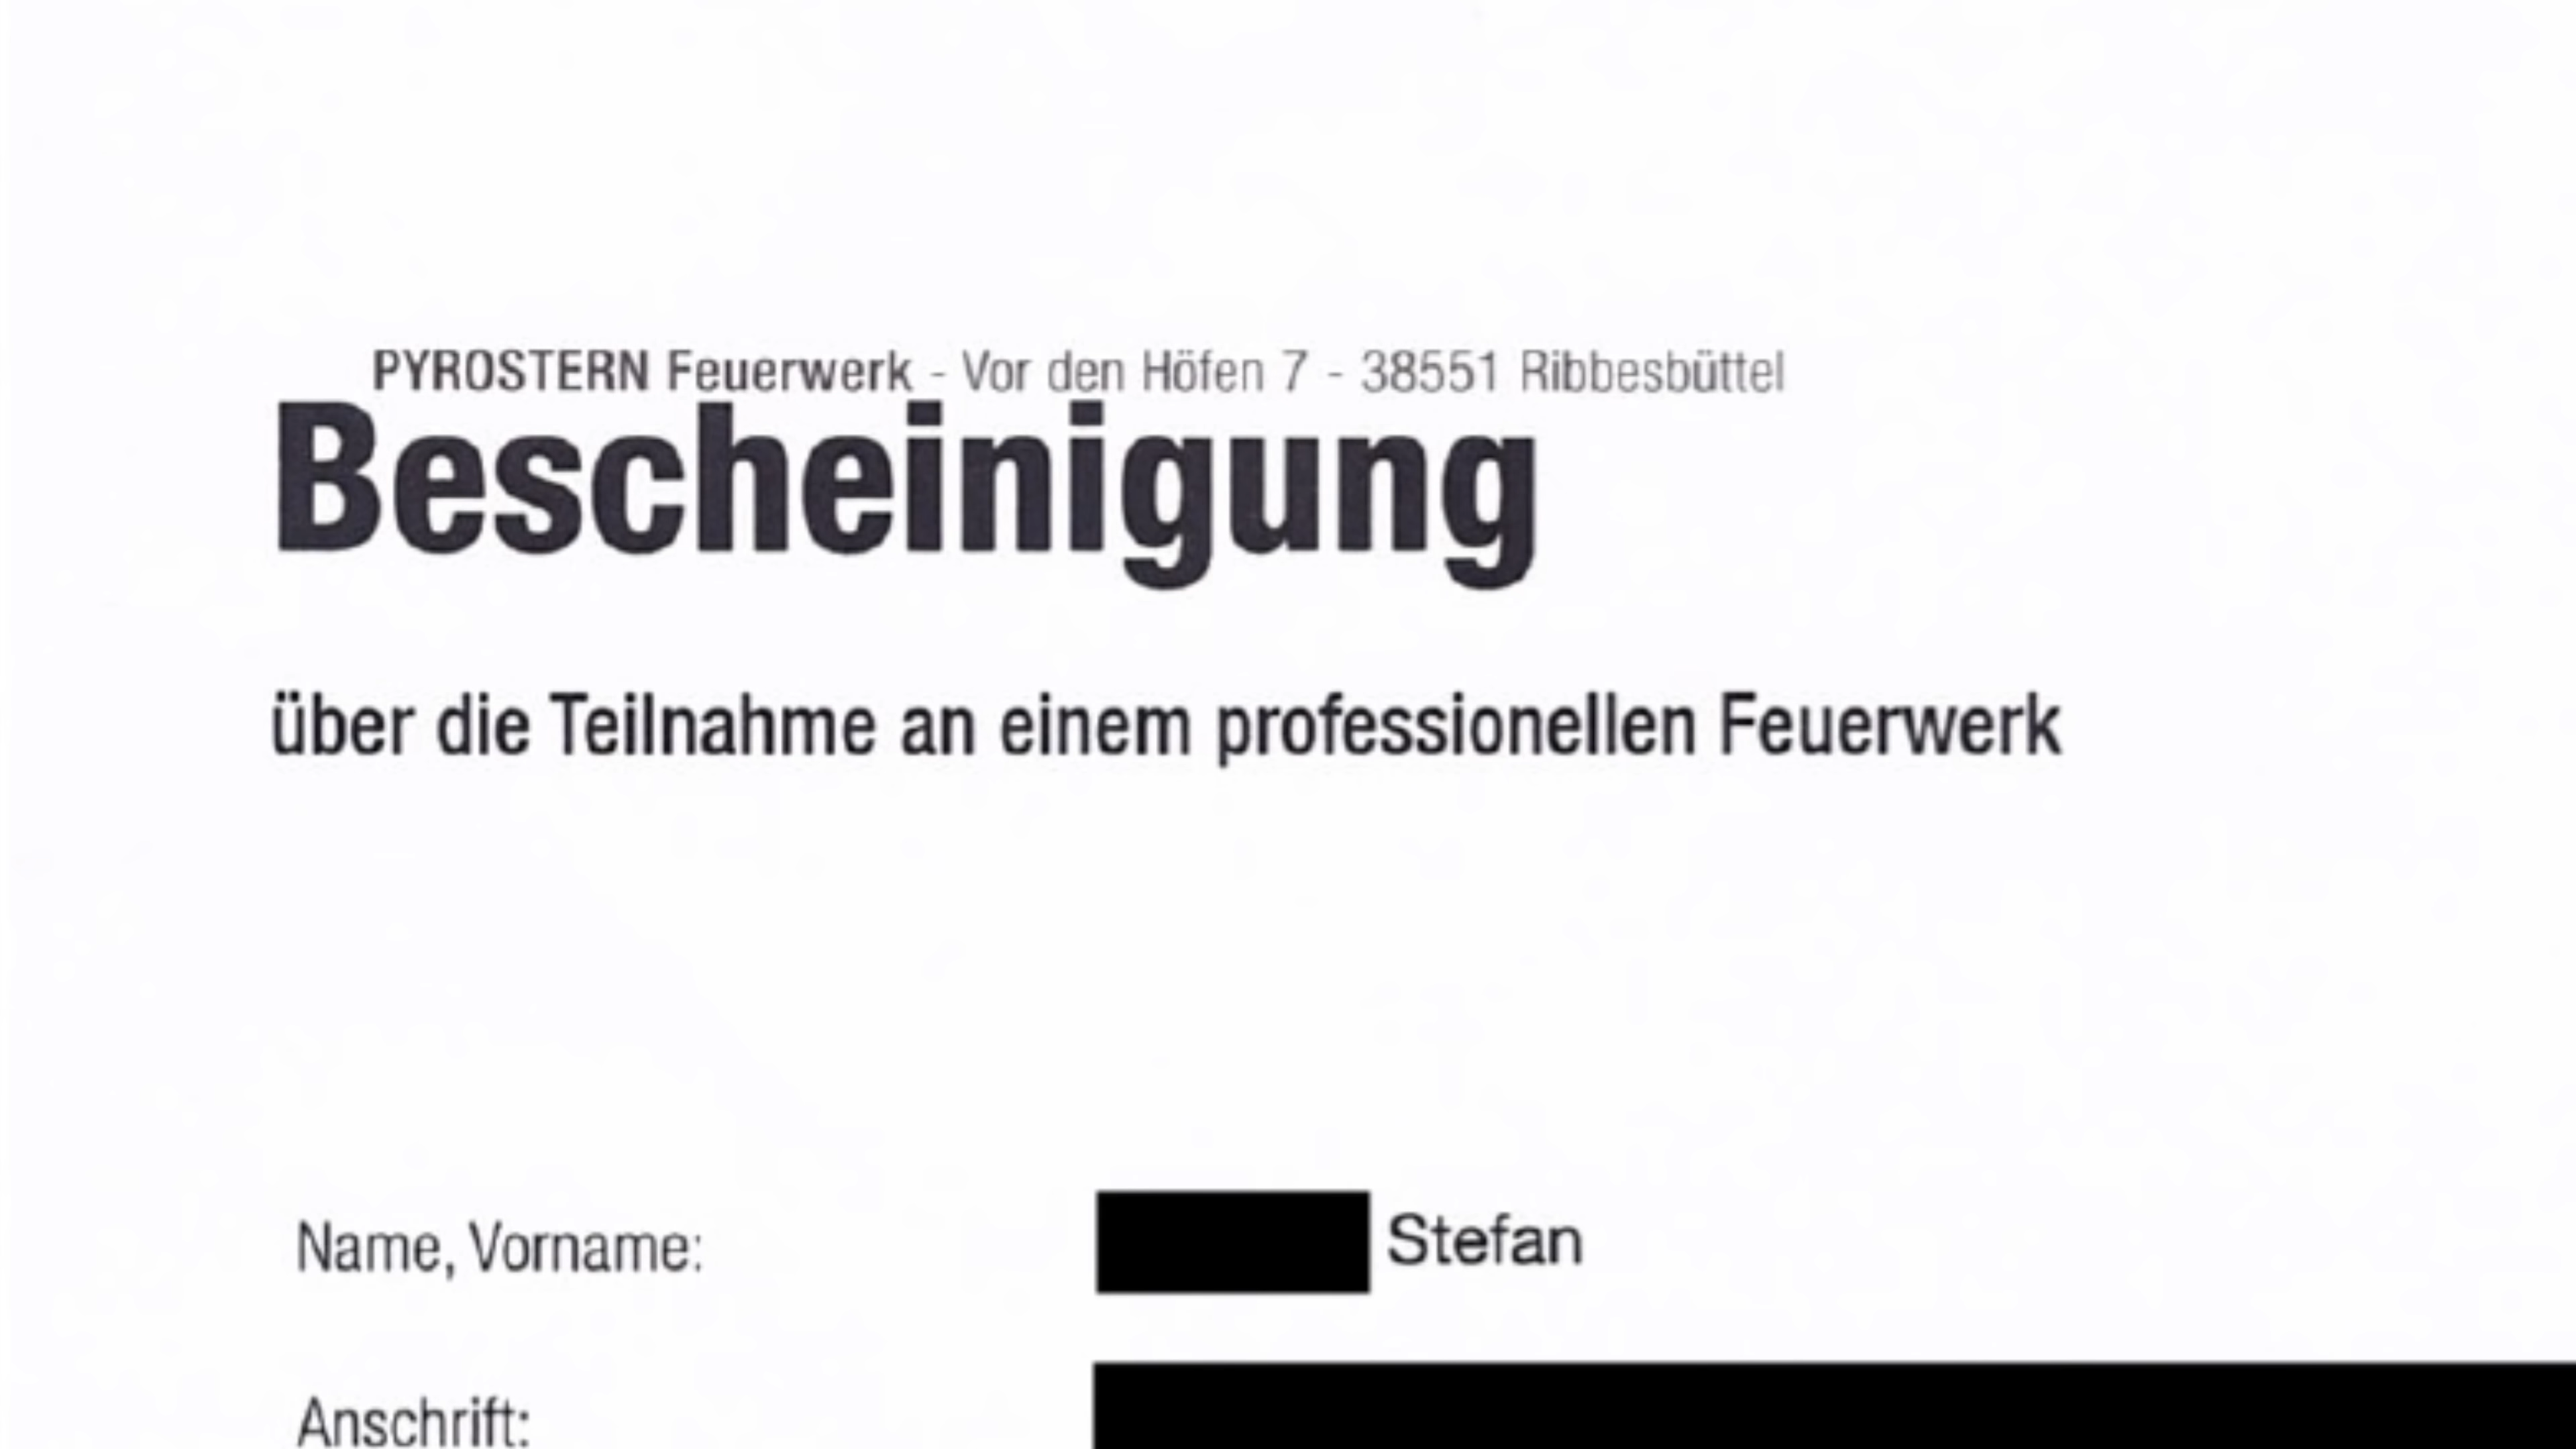 PYROSTERN Feuerwerk - Vor den Höfen 7 - 38551 Ribbesbüttel
Bescheinigung
über die Teilnahme an einem professionellen Feuerwerk
Name, Vorname: Stefan
Anschrift: